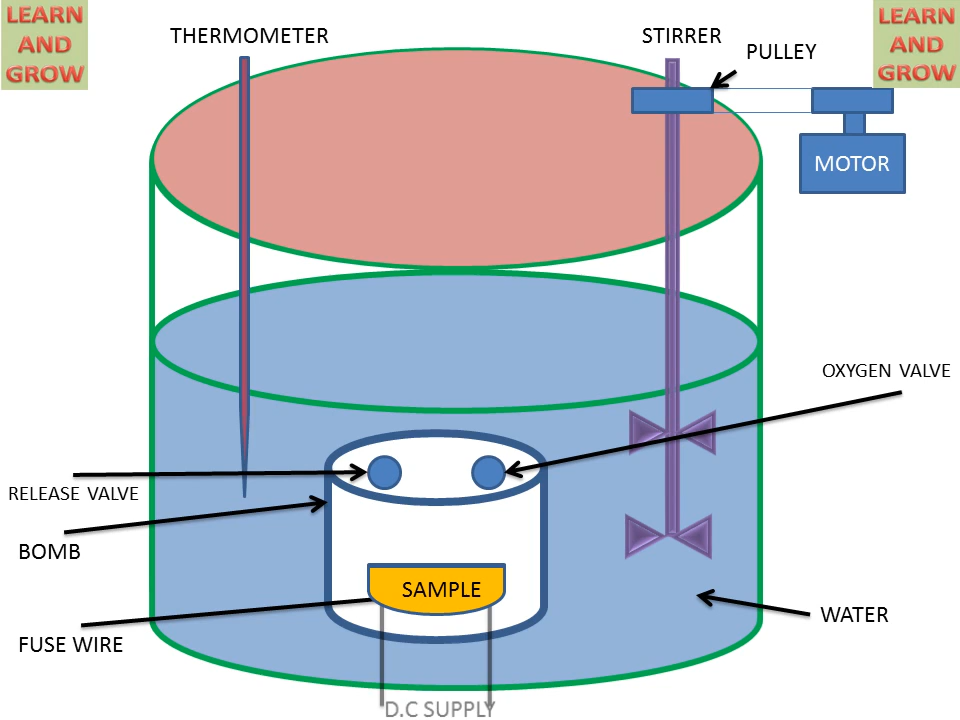 LEARN
AND
GROW
THERMOMETER
STIRRER
PULLEY
LEARN
AND
GROW
MOTOR
OXYGEN VALVE
RELEASE VALVE
BOMB
SAMPLE
FUSE WIRE
WATER
D.C SUPPLY